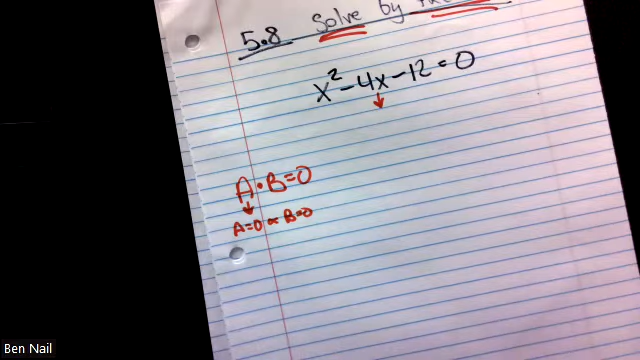 5.8 Solve by
x² - 4x - 12 = 0
↓
A • B = 0
↓
A=0 or B=0
Ben Nail